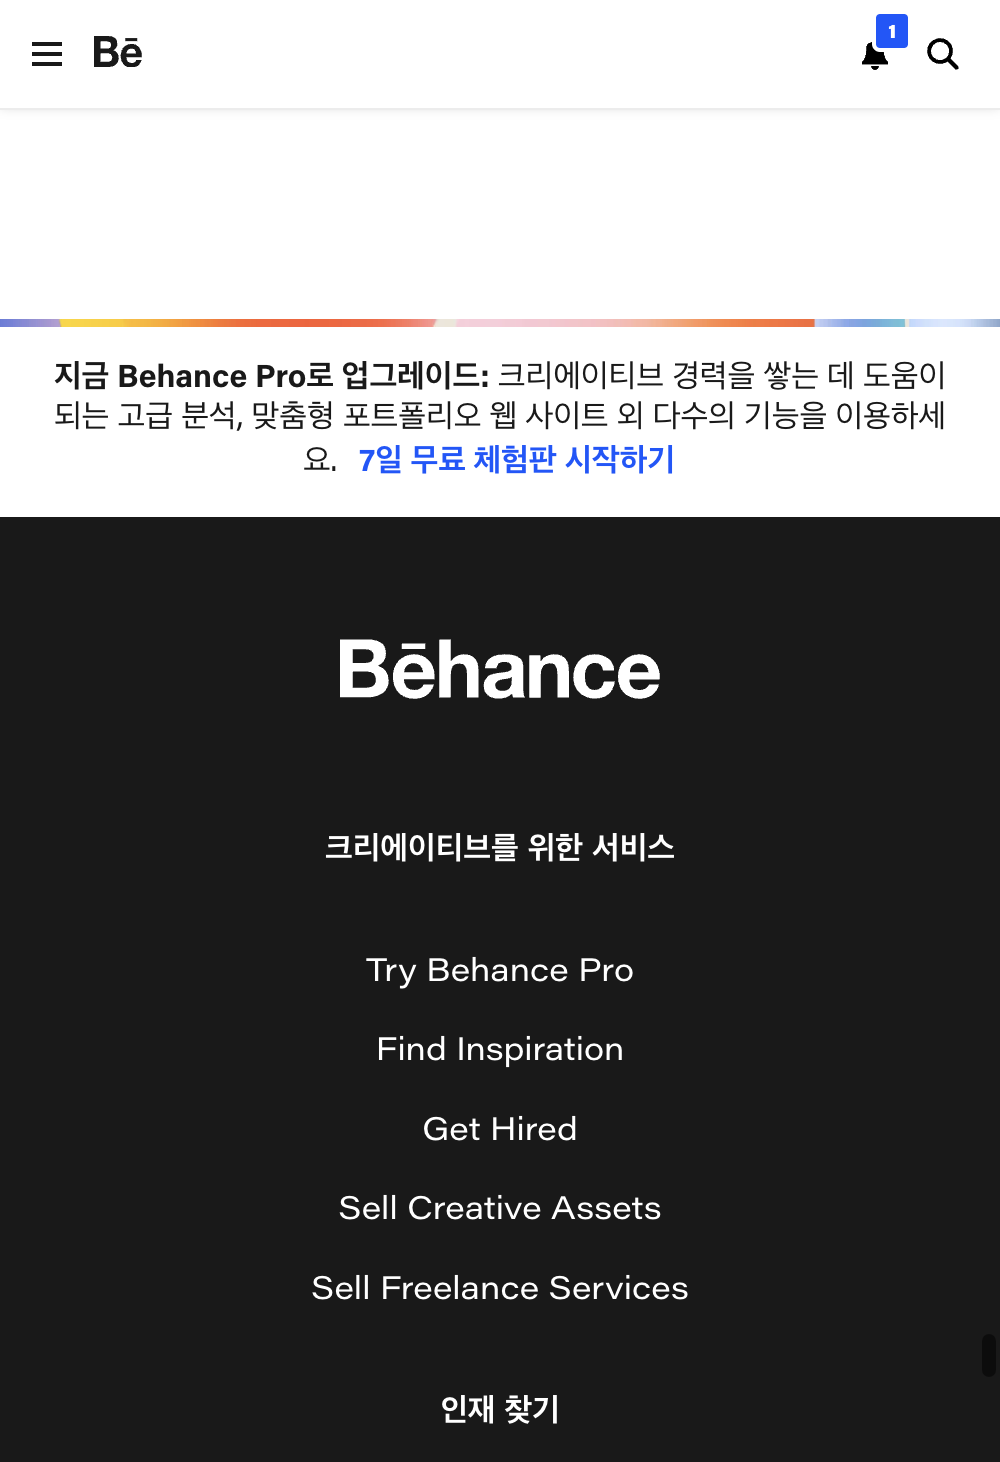 Bē
1
지금 Behance Pro로 업그레이드: 크리에이티브 경력을 쌓는 데 도움이
되는 고급 분석, 맞춤형 포트폴리오 웹 사이트 외 다수의 기능을 이용하세
요. 7일 무료 체험판 시작하기
Bēhance
크리에이티브를 위한 서비스
Try Behance Pro
Find Inspiration
Get Hired
Sell Creative Assets
Sell Freelance Services
인재 찾기